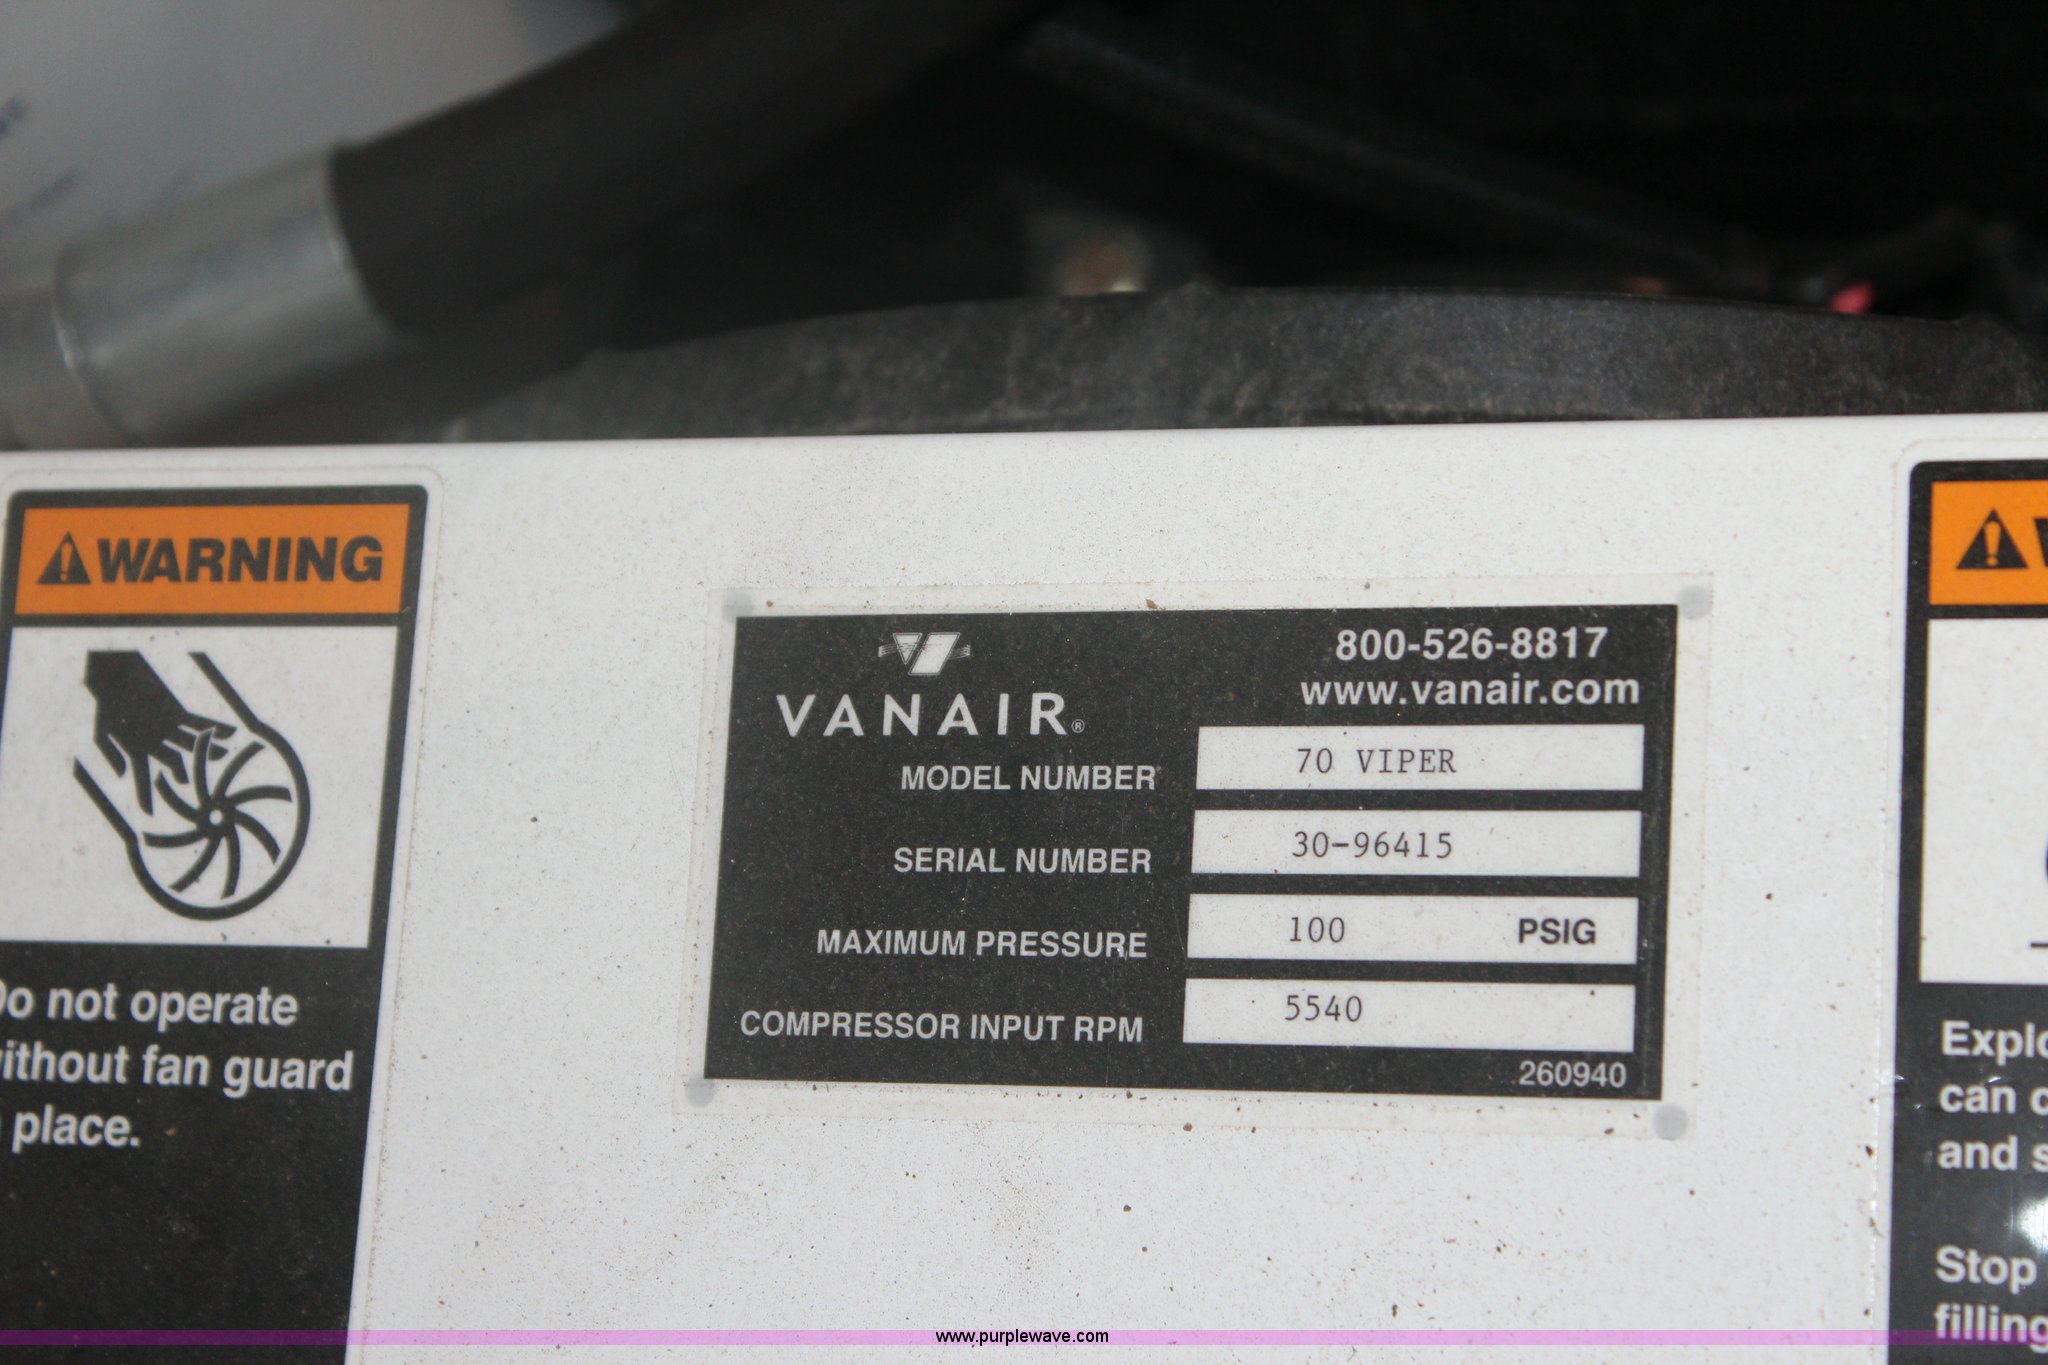 WARNING
Do not operate
without fan guard
place.
VANAIR®
800-526-8817
www.vanair.com
MODEL NUMBER 70 VIPER
SERIAL NUMBER 30-96415
MAXIMUM PRESSURE 100 PSIG
COMPRESSOR INPUT RPM 5540
260940
can
and
Stop
filling
www.purplewave.com